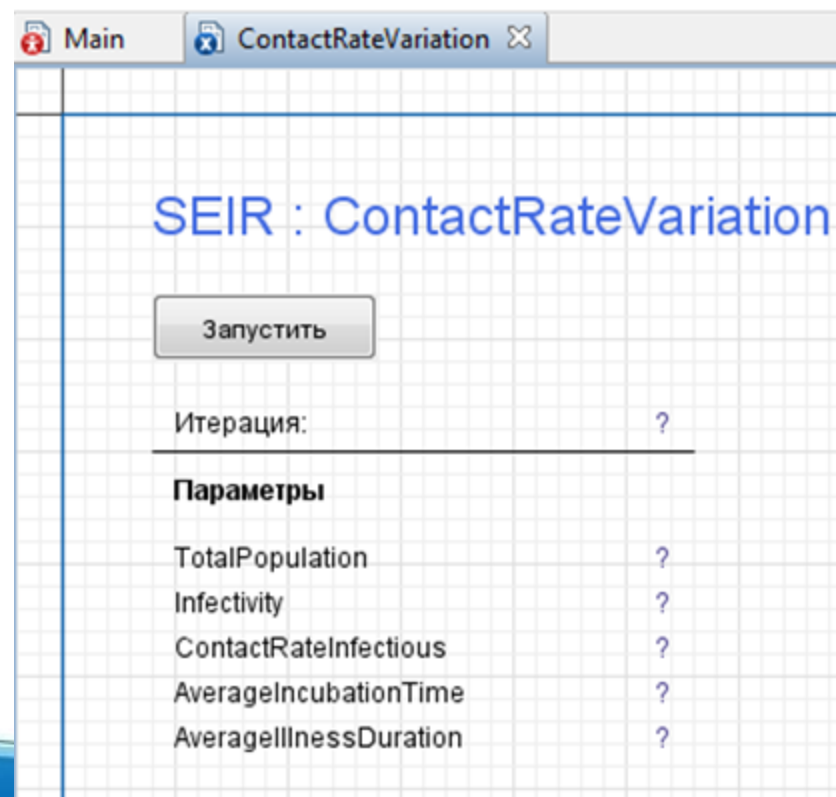 Main ContactRateVariation
SEIR : ContactRateVariation
Запустить
Итерация: ?
Параметры
TotalPopulation ?
Infectivity ?
ContactRateInfectious ?
AverageIncubationTime ?
AverageIllnessDuration ?